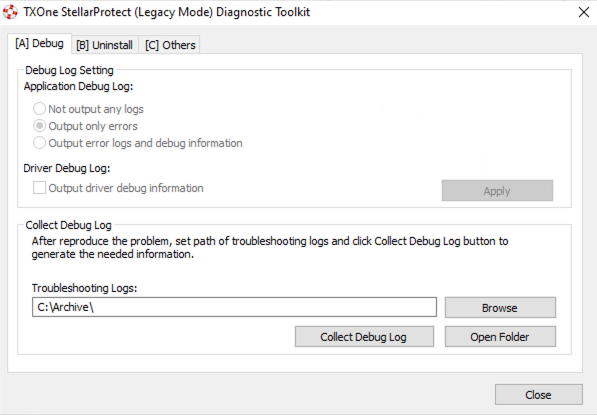 TXOne StellarProtect (Legacy Mode) Diagnostic Toolkit
[A] Debug
[B] Uninstall
[C] Others
Debug Log Setting
Application Debug Log:
Not output any logs
Output only errors
Output error logs and debug information
Driver Debug Log:
Output driver debug information
Apply
Collect Debug Log
After reproduce the problem, set path of troubleshooting logs and click Collect Debug Log button to
generate the needed information.
Troubleshooting Logs:
C:\Archive\
Browse
Collect Debug Log
Open Folder
Close